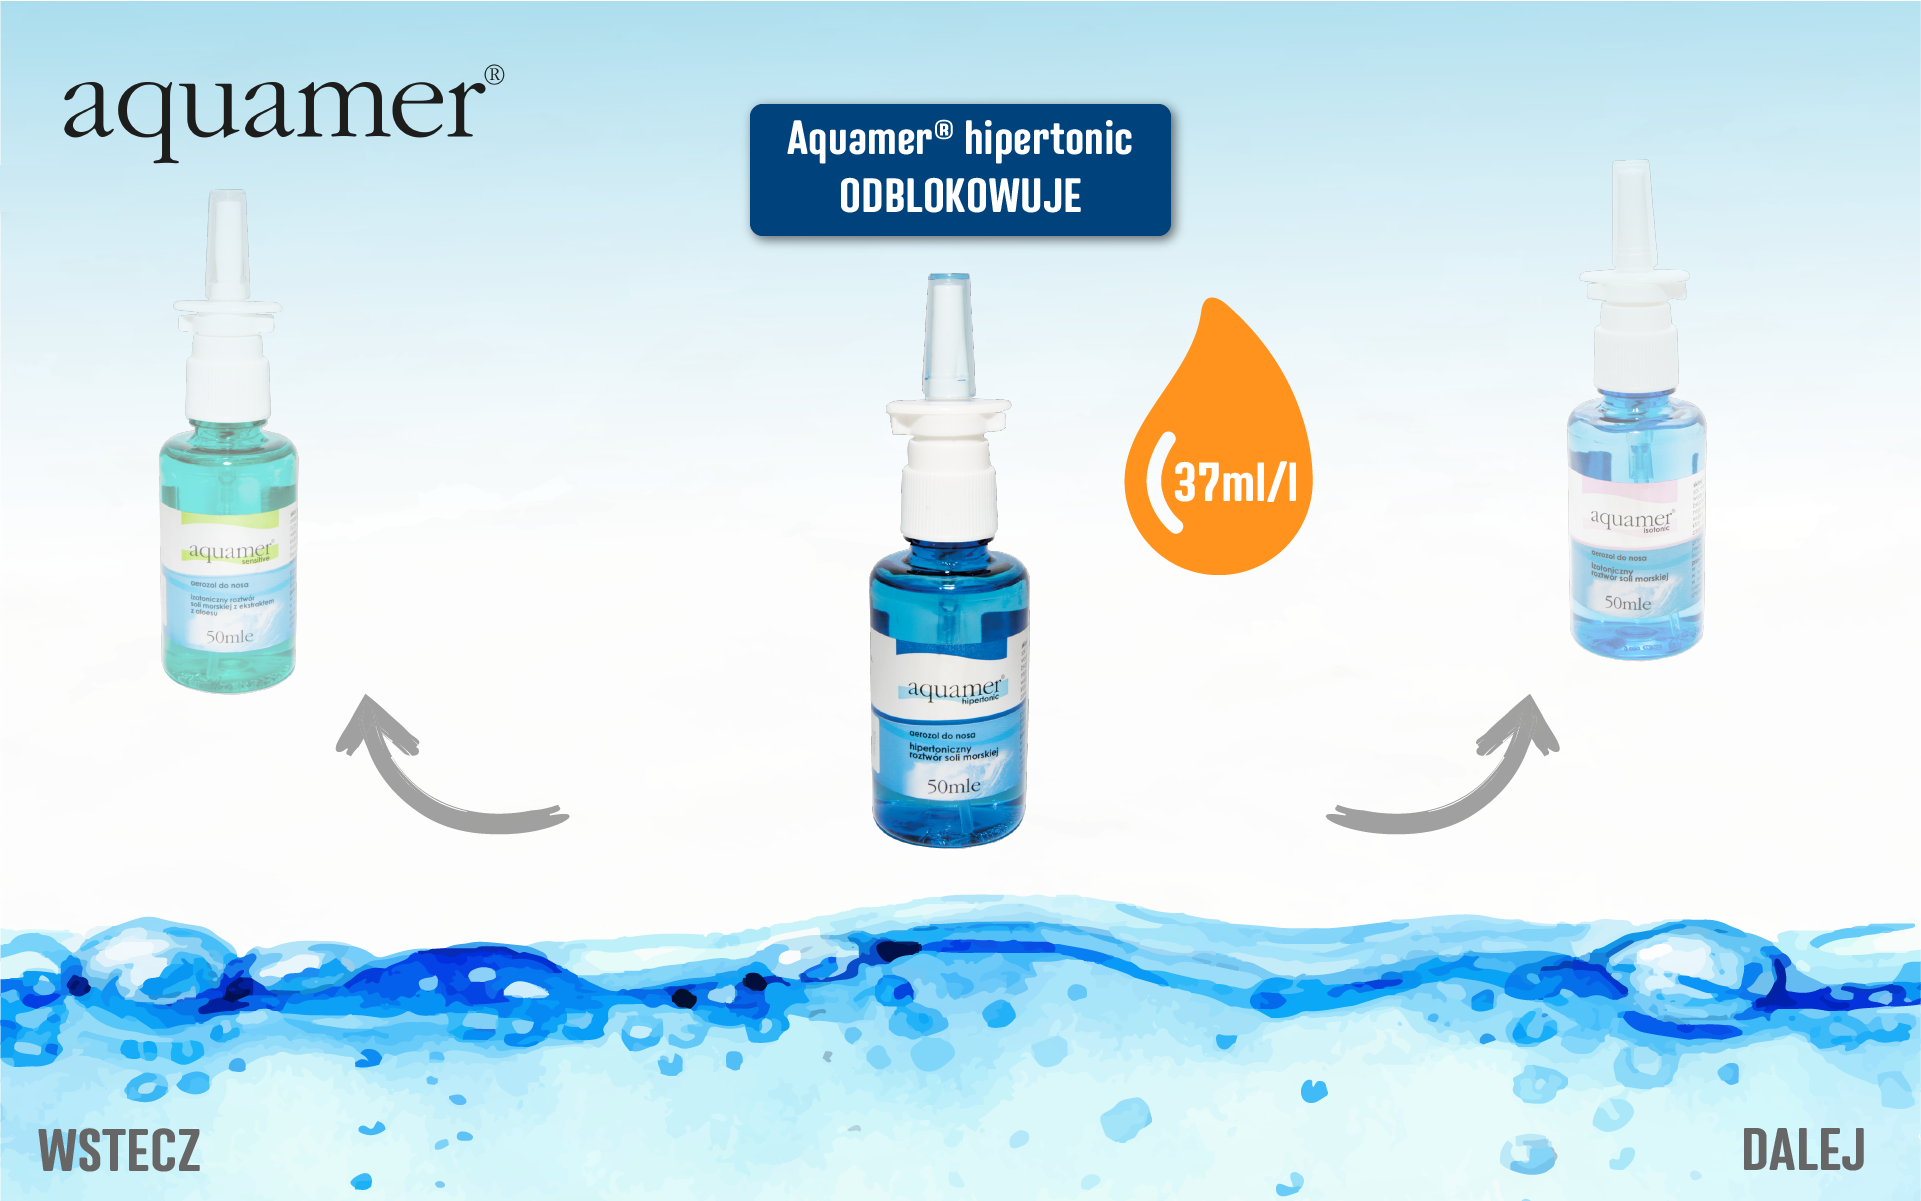 aquamer®
Aquamer® hipertonic
ODBLOKOWUJE
37ml/l
aquamer®
sensitive
aerozol do nosa
izotoniczny roztwór
soli morskiej z ekstraktem
z aloesu
50mle
aquamer®
hipertonic
aerozol do nosa
hipertoniczny
roztwór soli morskiej
50mle
aquamer®
isotonic
aerozol do nosa
izotoniczny
roztwór soli morskiej
50mle
WSTECZ
DALEJ